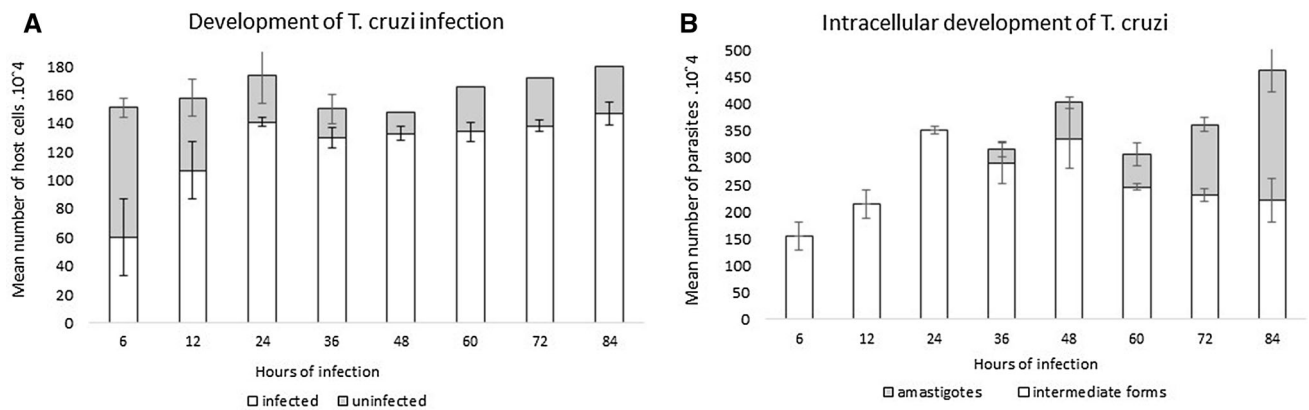 A
Development of T. cruzi infection
Mean number of host cells .10^4
180
160
140
120
100
80
60
40
20
0
6 12 24 36 48 60 72 84
Hours of infection
infected uninfected
B
Intracellular development of T. cruzi
Mean number of parasites .10^4
500
450
400
350
300
250
200
150
100
50
0
6 12 24 36 48 60 72 84
Hours of infection
amastigotes intermediate forms